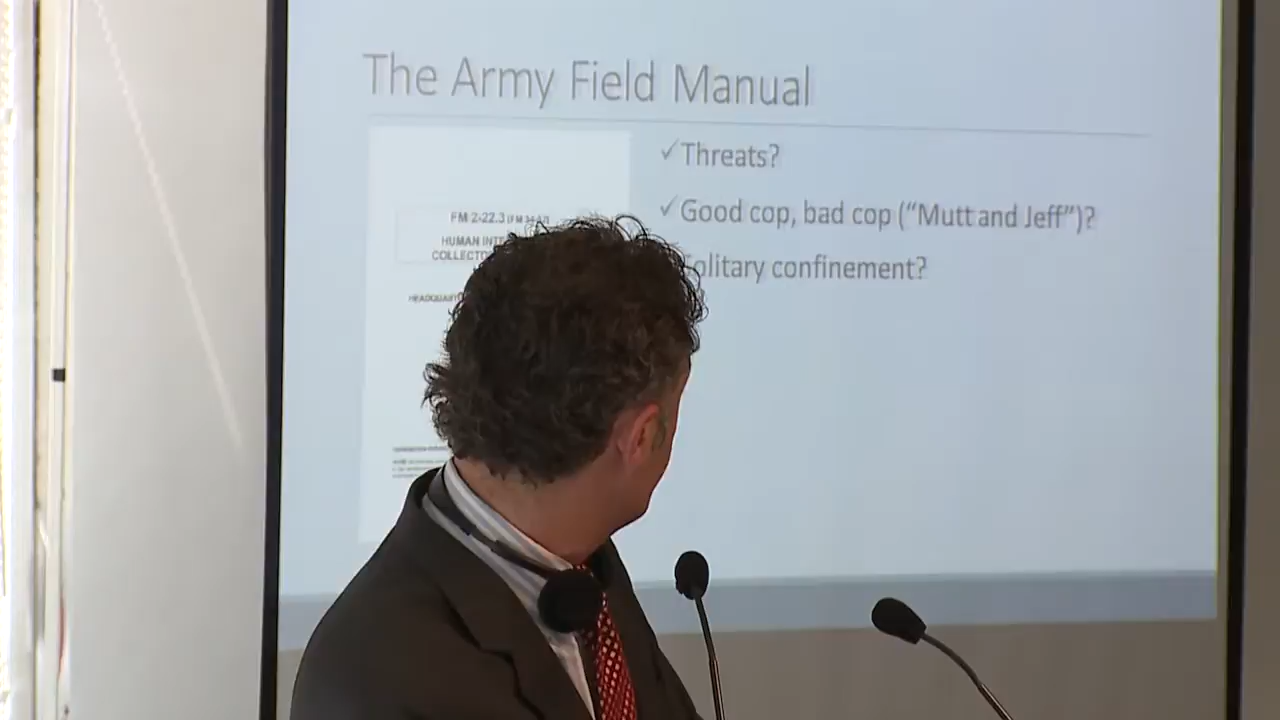 The Army Field Manual
✓Threats?
FM 2-22.3
✓Good cop, bad cop ("Mutt and Jeff")?
HUMAN
COLLECTO
olitary confinement?
HEADQUART